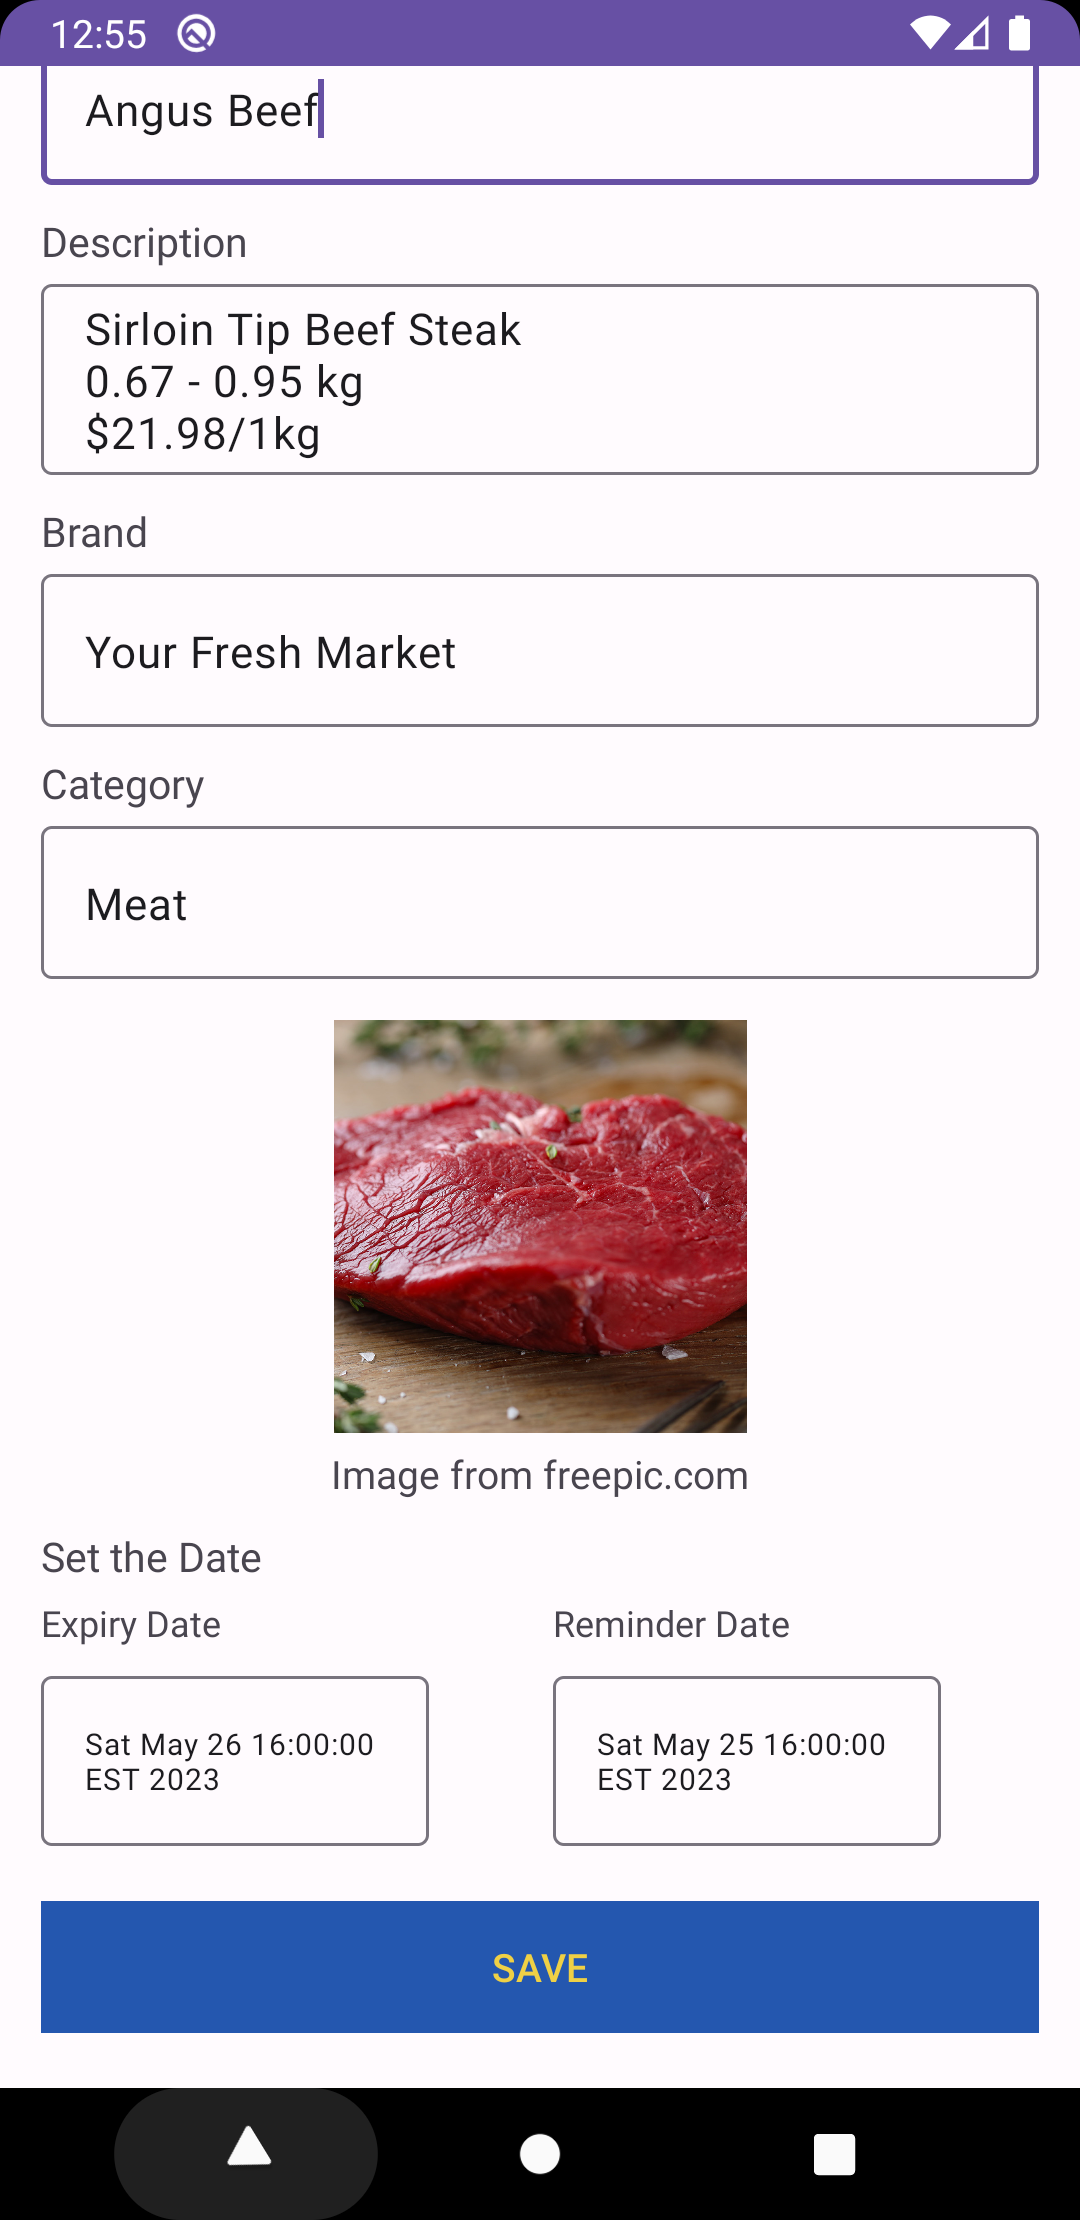 12:55
Angus Beef
Description
Sirloin Tip Beef Steak
0.67 - 0.95 kg
$21.98/1kg
Brand
Your Fresh Market
Category
Meat
Image from freepic.com
Set the Date
Expiry Date
Reminder Date
Sat May 26 16:00:00
EST 2023
Sat May 25 16:00:00
EST 2023
SAVE